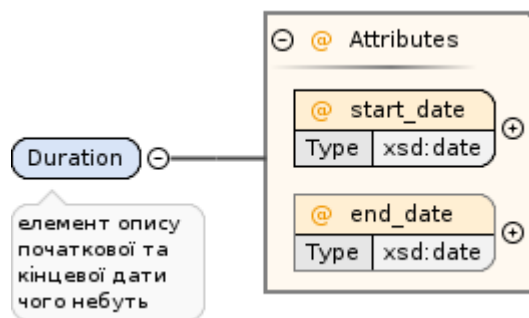 @ Attributes
@ start_date
Type xsd:date
Duration
@ end_date
Type xsd:date
елемент опису
початкової та
кінцевої дати
чого небуть